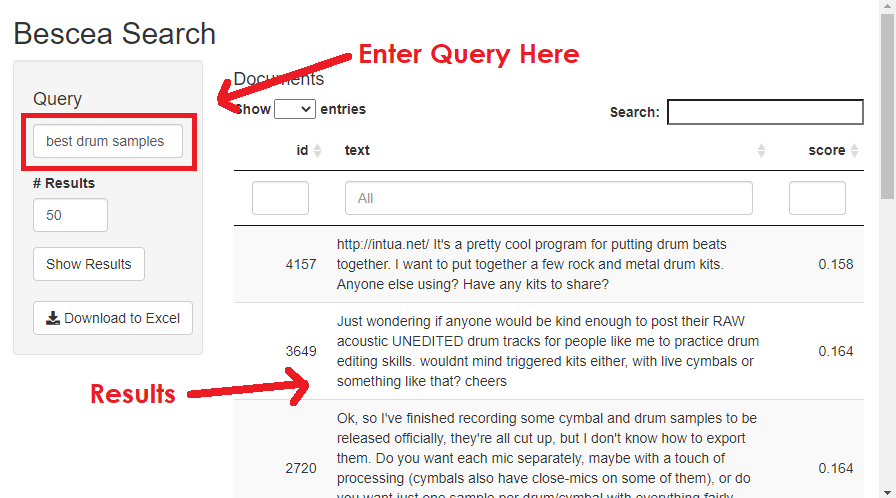 Bescea Search
Enter Query Here
Documents
Query
Show entries
Search:
best drum samples
id text score
# Results
All
50
http://intua.net/ It's a pretty cool program for putting drum beats
4157 together. I want to put together a few rock and metal drum kits. 0.158
Anyone else using? Have any kits to share?
Show Results
Download to Excel
Just wondering if anyone would be kind enough to post their RAW
acoustic UNEDITED drum tracks for people like me to practice drum
3649 editing skills. wouldnt mind triggered kits either, with live cymbals or 0.164
something like that? cheers
Results
Ok, so I've finished recording some cymbal and drum samples to be
released officially, they're all cut up, but I don't know how to export
them. Do you want each mic separately, maybe with a touch of
2720 processing (cymbals also have close-mics on some of them), or do 0.164
you want just one sample per drum/cymbal with everything fairly